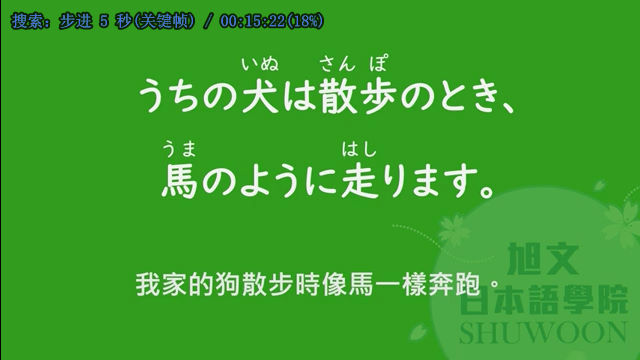 搜索: 步进 5 秒(关键帧) / 00:15:22(18%)
いぬ さん ぽ
うちの犬は散歩のとき、
うま はし
馬のように走ります。
我家的狗散步時像馬一樣奔跑。
旭文
日本語學院
SHUWOON